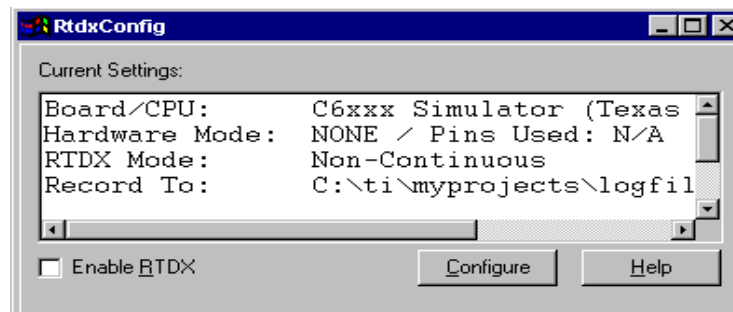 RtdxConfig
Current Settings:
Board/CPU: C6xxx Simulator (Texas
Hardware Mode: NONE / Pins Used: N/A
RTDX Mode: Non-Continuous
Record To: C:\ti\myprojects\logfil
Enable RTDX
Configure
Help